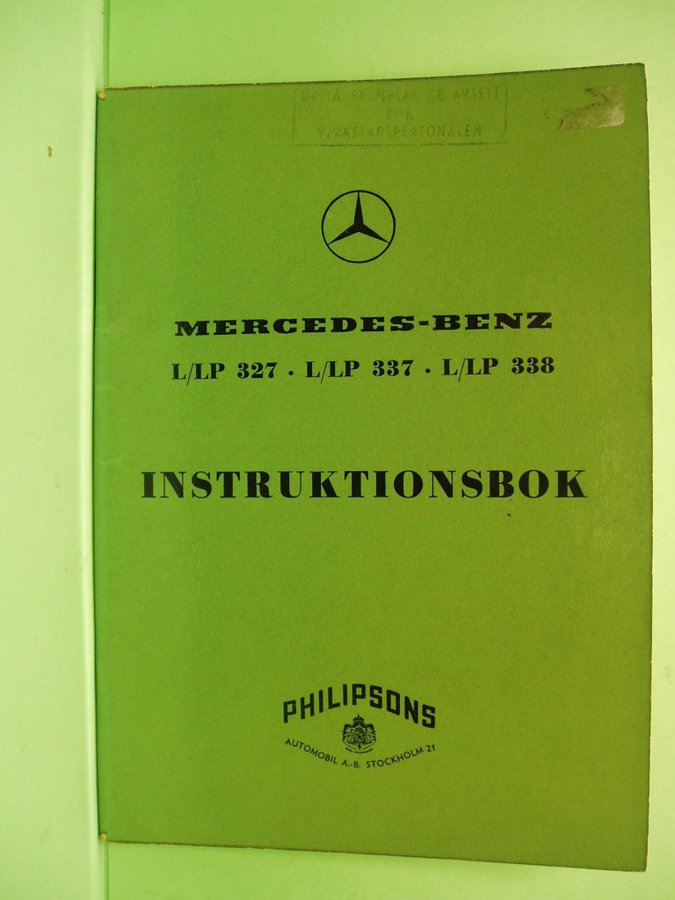 DETTA EXEMPLAR ÄR AVSETT
FÖR
VERKSTADSPERSONALEN
MERCEDES-BENZ
L/LP 327 · L/LP 337 · L/LP 338
INSTRUKTIONSBOK
PHILIPSONS
AUTOMOBIL A.-B. STOCKHOLM 21